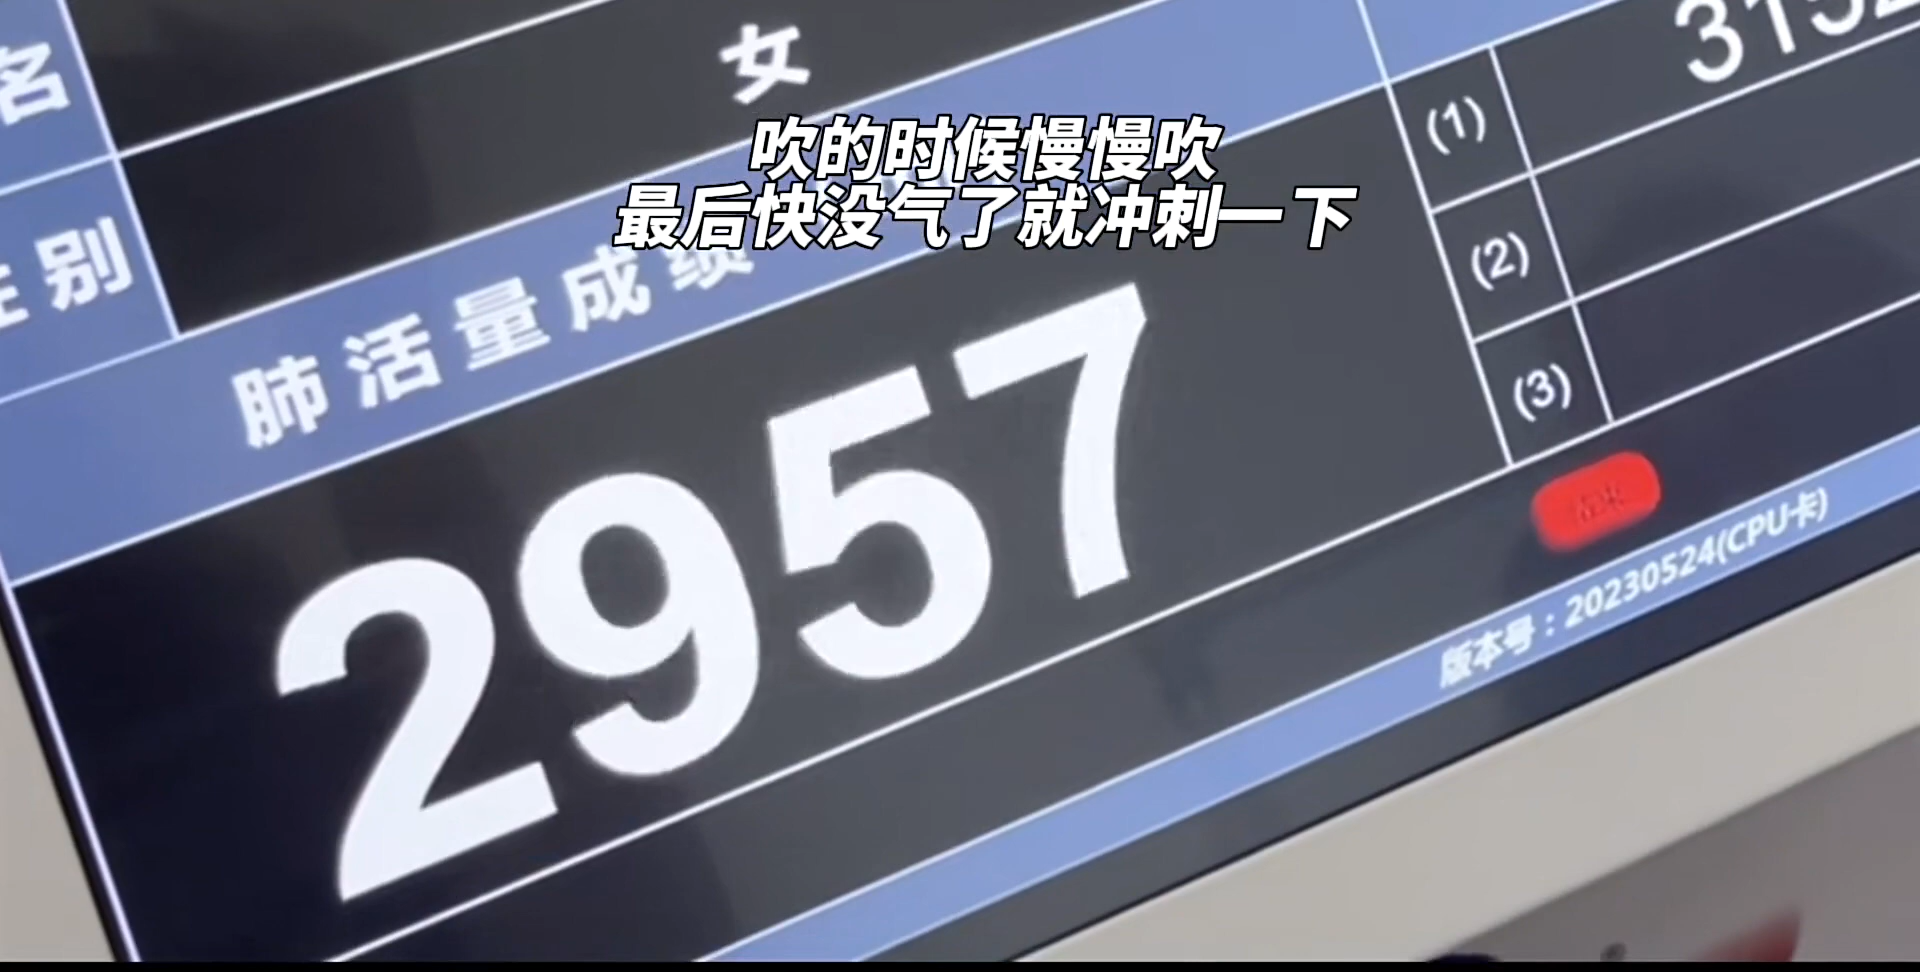 名
女
(1)
吹的时候慢慢吹
最后快没气了就冲刺一下
性别
肺活量成绩
(2)
2957
(3)
版本号：20230524(CPU卡)